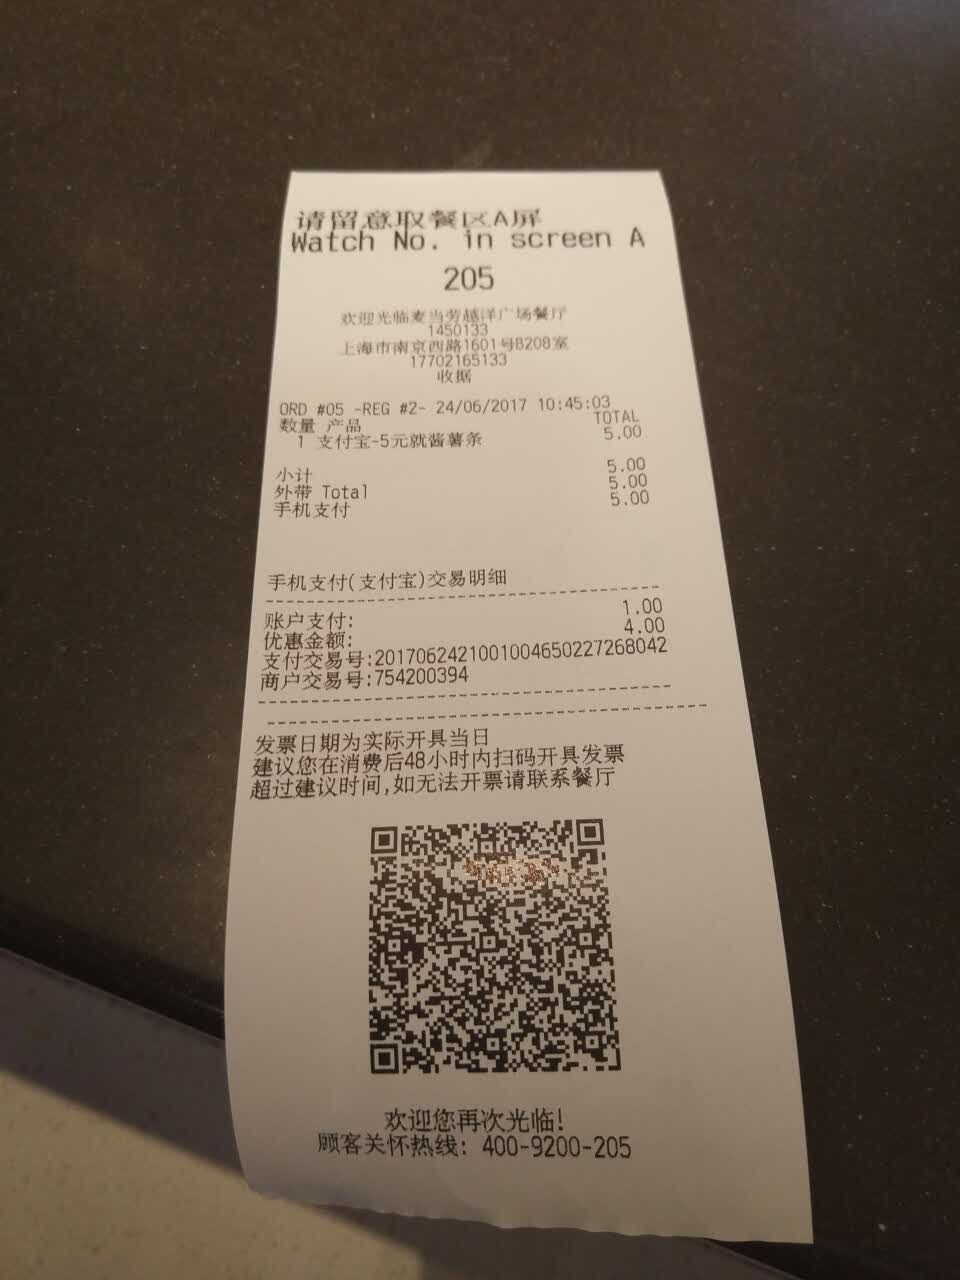 请留意取餐区A屏
Watch No. in screen A
205
欢迎光临麦当劳越洋广场餐厅
1450133
上海市南京西路1601号B208室
17702165133
收据
ORD #05 -REG #2- 24/06/2017 10:45:03
数量 产品 TOTAL
1 支付宝-5元就酱薯条 5.00
小计 5.00
外带 Total 5.00
手机支付 5.00
手机支付(支付宝)交易明细
账户支付: 1.00
优惠金额: 4.00
支付交易号:2017062421001004650227268042
商户交易号:754200394
发票日期为实际开具当日
建议您在消费后48小时内扫码开具发票
超过建议时间,如无法开票请联系餐厅
欢迎您再次光临!
顾客关怀热线: 400-9200-205